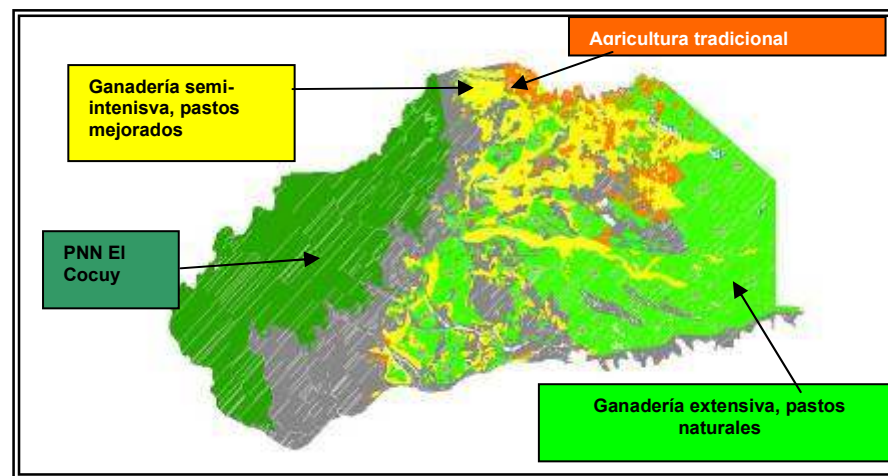 Agricultura tradicional
Ganadería semi-
intenisva, pastos
mejorados
PNN El
Cocuy
Ganadería extensiva, pastos
naturales